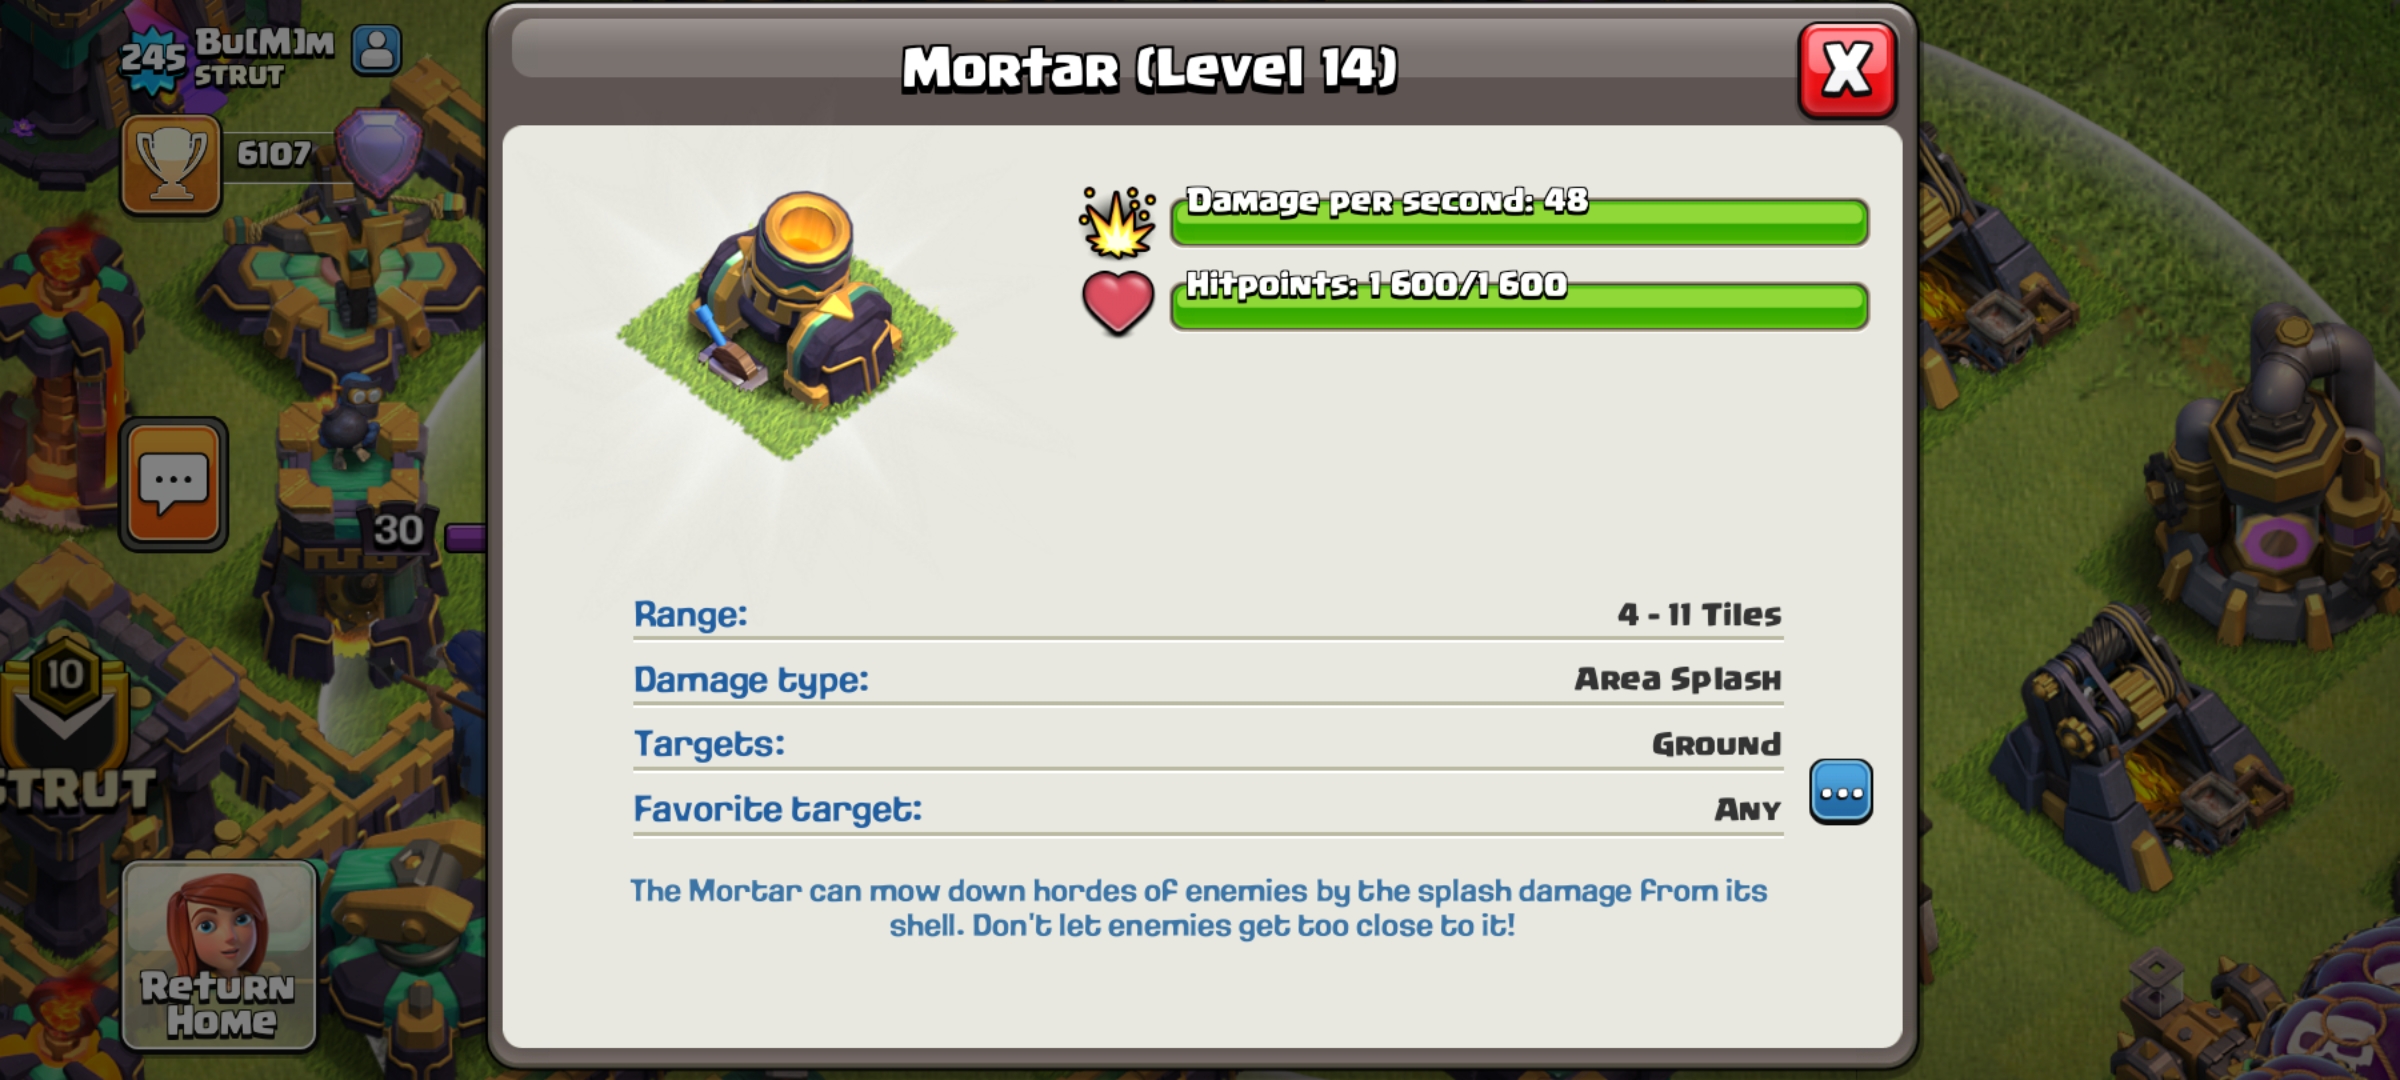 245
Bu[M]m
STRUT
6107
30
10
STRUT
Return
Home
Mortar (Level 14)
X
Damage per second: 48
Hitpoints: 1 600/1 600
Range: 4 - 11 Tiles
Damage type: Area Splash
Targets: Ground
Favorite target: Any
The Mortar can mow down hordes of enemies by the splash damage from its
shell. Don't let enemies get too close to it!